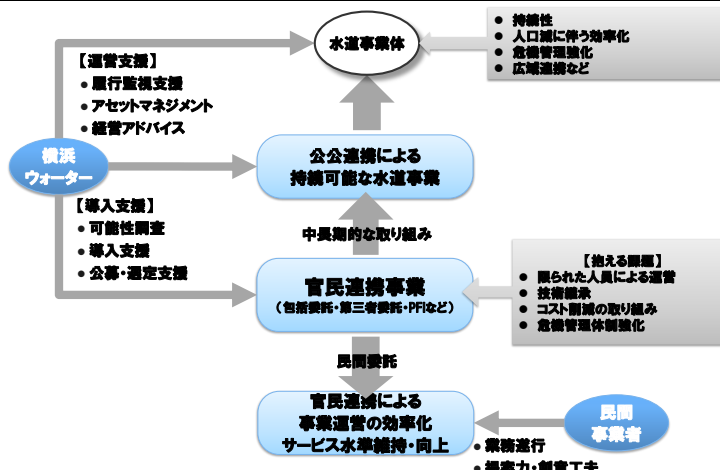 水道事業体
● 持続性
● 人口減に伴う効率化
● 危機管理強化
● 広域連携など
【運営支援】
● 履行監視支援
● アセットマネジメント
● 経営アドバイス
横浜
ウォーター
公公連携による
持続可能な水道事業
【導入支援】
● 可能性調査
● 導入支援
● 公募・選定支援
中長期的な取り組み
官民連携事業
（包括委託・第三者委託・PFIなど）
【抱える課題】
● 限られた人員による運営
● 技術継承
● コスト削減の取り組み
● 危機管理体制強化
民間委託
官民連携による
事業運営の効率化
サービス水準維持・向上
民間
事業者
● 業務遂行
● 提案力・創意工夫